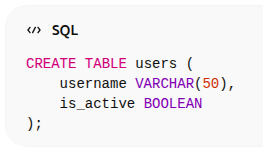 </> SQL
CREATE TABLE users (
    username VARCHAR(50),
    is_active BOOLEAN
);